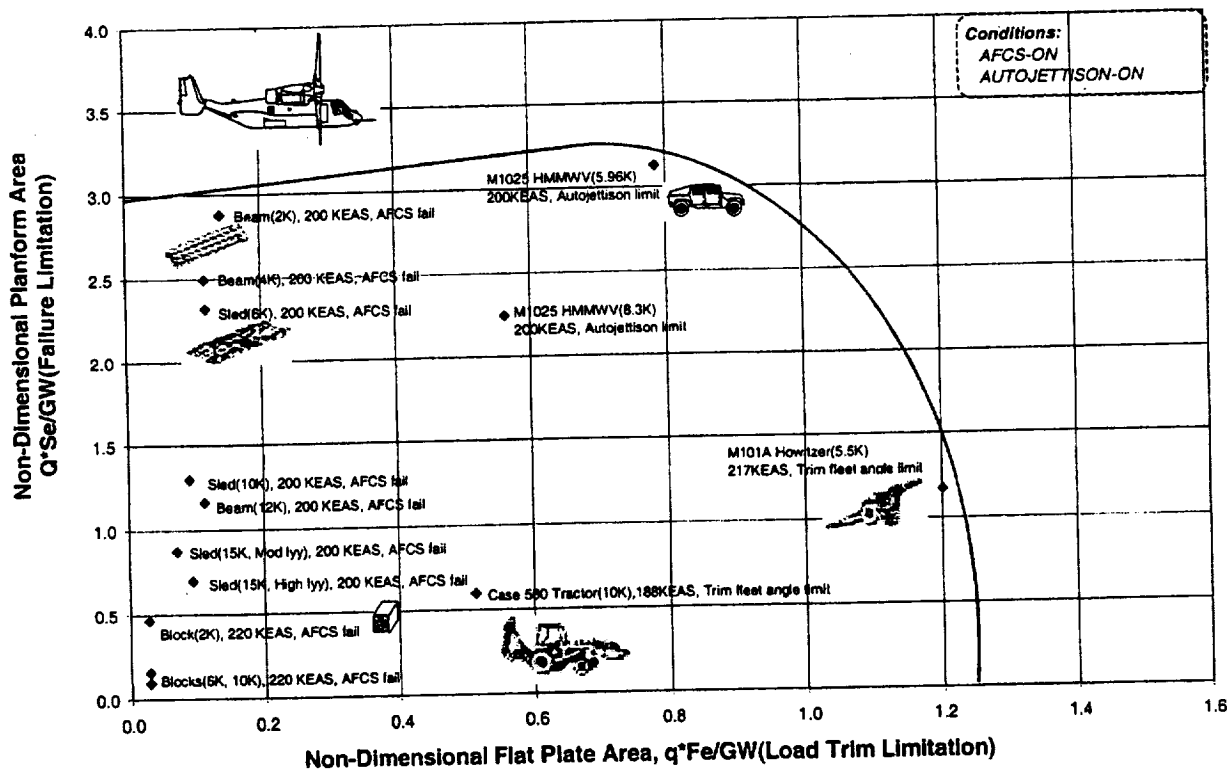 4.0
3.5
3.0
2.5
2.0
1.5
1.0
0.5
0.0
Non-Dimensional Planform Area
Q*Se/GW(Failure Limitation)
Conditions:
AFCS-ON
AUTOJETTISON-ON
M1025 HMMWV(5.96K)
200KEAS, Autojettison limit
Beam(2K), 200 KEAS, AFCS fail
Beam(4K), 200 KEAS, AFCS fail
Sled(6K), 200 KEAS, AFCS fail
M1025 HMMWV(8.3K)
200KEAS, Autojettison limit
M101A Howitzer(5.5K)
217KEAS, Trim fleet angle limit
Sled(10K), 200 KEAS, AFCS fail
Beam(12K), 200 KEAS, AFCS fail
Sled(15K, Mod Iyy), 200 KEAS, AFCS fail
Sled(15K, High Iyy), 200 KEAS, AFCS fail
Case 580 Tractor(10K),188KEAS, Trim fleet angle limit
Block(2K), 220 KEAS, AFCS fail
Blocks(6K, 10K), 220 KEAS, AFCS fail
0.0 0.2 0.4 0.6 0.8 1.0 1.2 1.4 1.6
Non-Dimensional Flat Plate Area, q*Fe/GW(Load Trim Limitation)